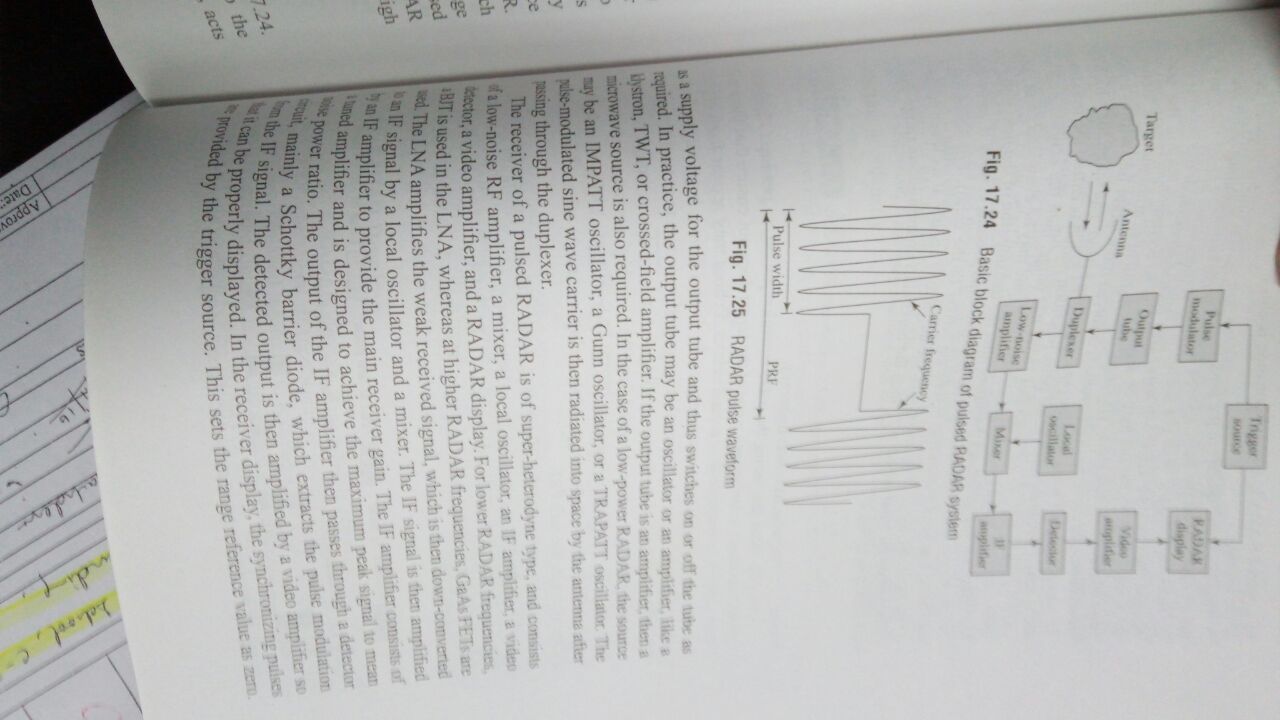 Trigger
source
Pulse
modulator
RADAR
display
Target
Antenna
Output
tube
Video
amplifier
Duplexer
Local
oscillator
Detector
Low-noise
amplifier
Mixer
IF
amplifier
Fig. 17.24 Basic block diagram of pulsed RADAR system
Carrier frequency
Pulse width
PRF
Fig. 17.25 RADAR pulse waveform
as a supply voltage for the output tube and thus switches on or off the tube as
required. In practice, the output tube may be an oscillator or an amplifier, like a
klystron, TWT, or crossed-field amplifier. If the output tube is an amplifier, then a
microwave source is also required. In the case of a low-power RADAR, the source
may be an IMPATT oscillator, a Gunn oscillator, or a TRAPATT oscillator. The
pulse-modulated sine wave carrier is then radiated into space by the antenna after
passing through the duplexer.
The receiver of a pulsed RADAR is of super-heterodyne type, and consists
of a low-noise RF amplifier, a mixer, a local oscillator, an IF amplifier, a video
detector, a video amplifier, and a RADAR display. For lower RADAR frequencies,
a BJT is used in the LNA, whereas at higher RADAR frequencies, GaAs FETs are
used. The LNA amplifies the weak received signal, which is then down-converted
to an IF signal by a local oscillator and a mixer. The IF signal is then amplified
by an IF amplifier to provide the main receiver gain. The IF amplifier consists of
a tuned amplifier and is designed to achieve the maximum peak signal to mean
noise power ratio. The output of the IF amplifier then passes through a detector
circuit, mainly a Schottky barrier diode, which extracts the pulse modulation
from the IF signal. The detected output is then amplified by a video amplifier so
that it can be properly displayed. In the receiver display, the synchronizing pulses
are provided by the trigger source. This sets the range reference value as zero.
ce
R.
ch
ge
sed
AR
igh
7.24.
the
acts
Date: